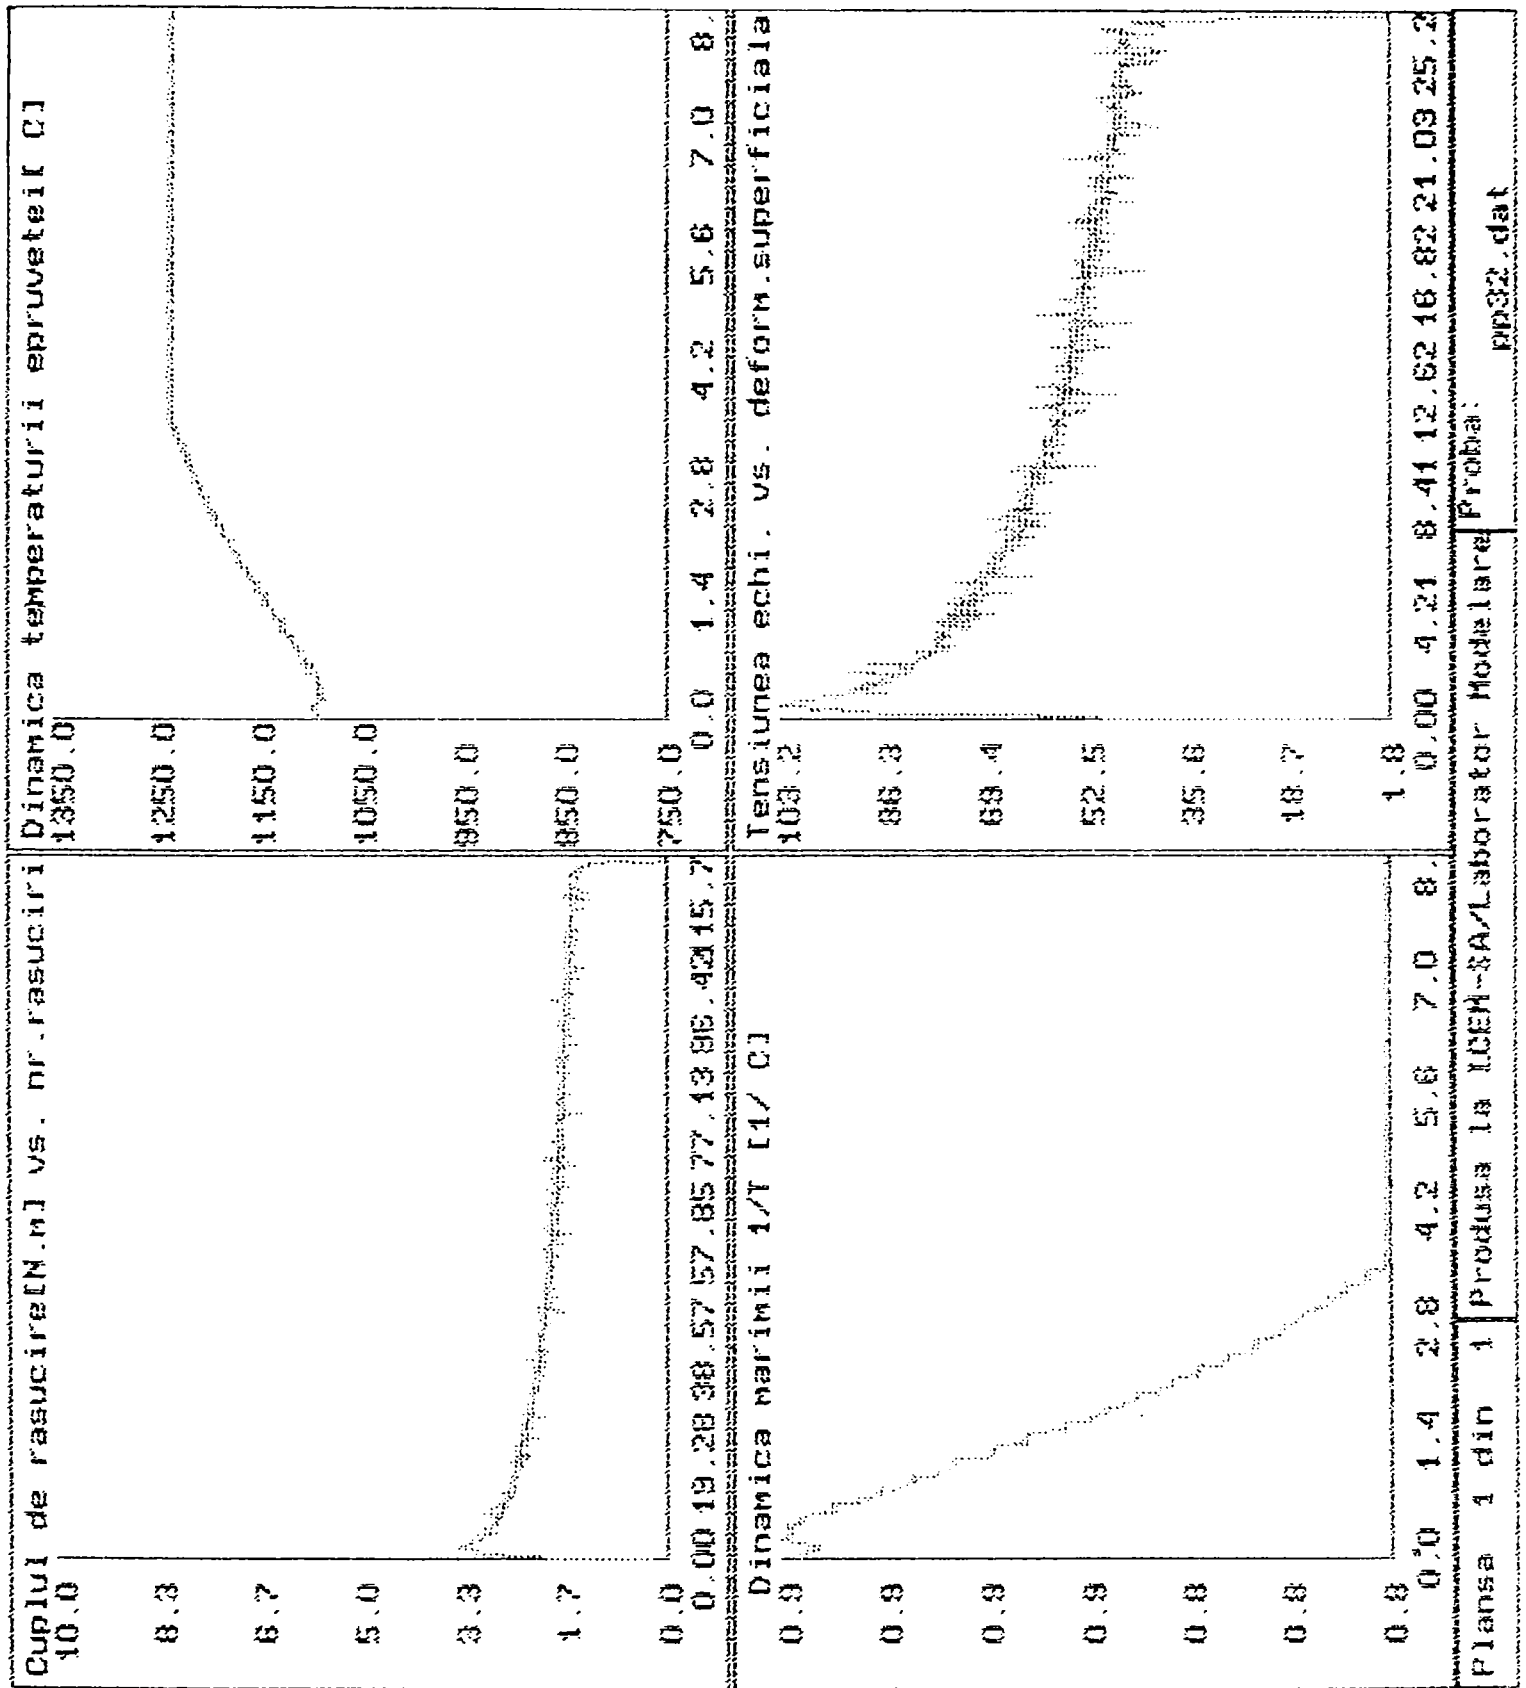 Cuplul de rasucire[N.m] vs. nr.rasuciri
10.0
8.3
6.7
5.0
3.3
1.7
0.0
0.00 19.28 38.57 57.85 77.13 96.42 115.7
Dinamica temperaturii epruvetei[ C]
1350.0
1250.0
1150.0
1050.0
950.0
850.0
750.0
0.0 1.4 2.8 4.2 5.6 7.0 8.
Dinamica marimii 1/T [1/ C]
0.9
0.9
0.9
0.9
0.8
0.8
0.8
0.0 1.4 2.8 4.2 5.6 7.0 8.
Tensiunea echi. vs. deform.superficiala
103.2
86.3
69.4
52.5
35.6
18.7
1.8
0.00 4.21 8.41 12.62 16.82 21.03 25.2
Plansa 1 din 1
Produsa la ICEM-SA/Laborator Modelare
Proba:
pp32.dat